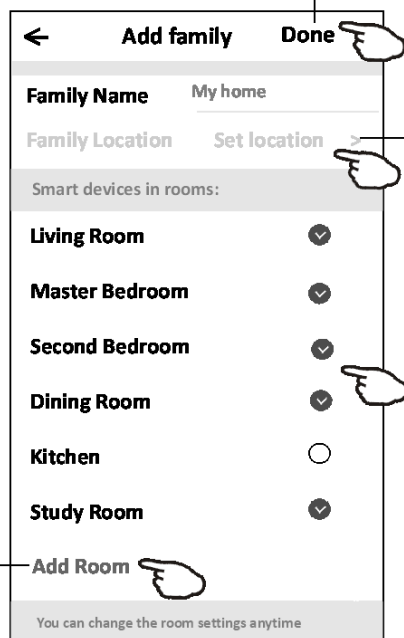 ← Add family Done
Family Name My home
Family Location Set location >
Smart devices in rooms:
Living Room
Master Bedroom
Second Bedroom
Dining Room
Kitchen
Study Room
Add Room
You can change the room settings anytime